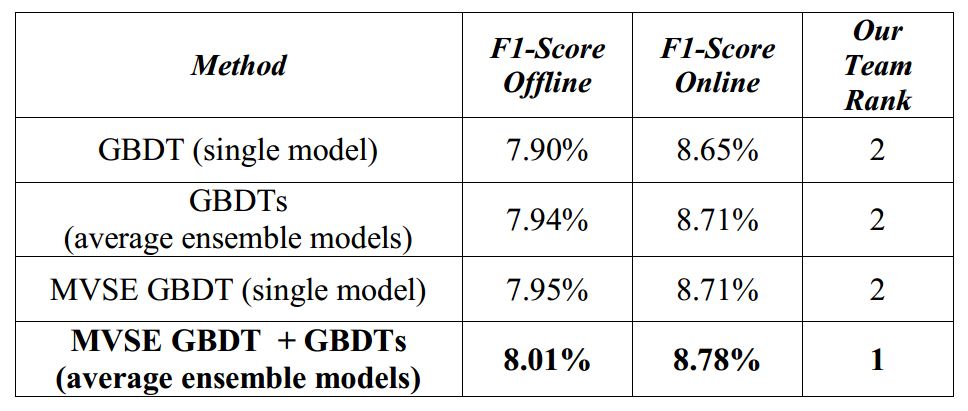 Method F1-Score Offline F1-Score Online Our Team Rank
GBDT (single model) 7.90% 8.65% 2
GBDTs
(average ensemble models) 7.94% 8.71% 2
MVSE GBDT (single model) 7.95% 8.71% 2
MVSE GBDT + GBDTs
(average ensemble models) 8.01% 8.78% 1